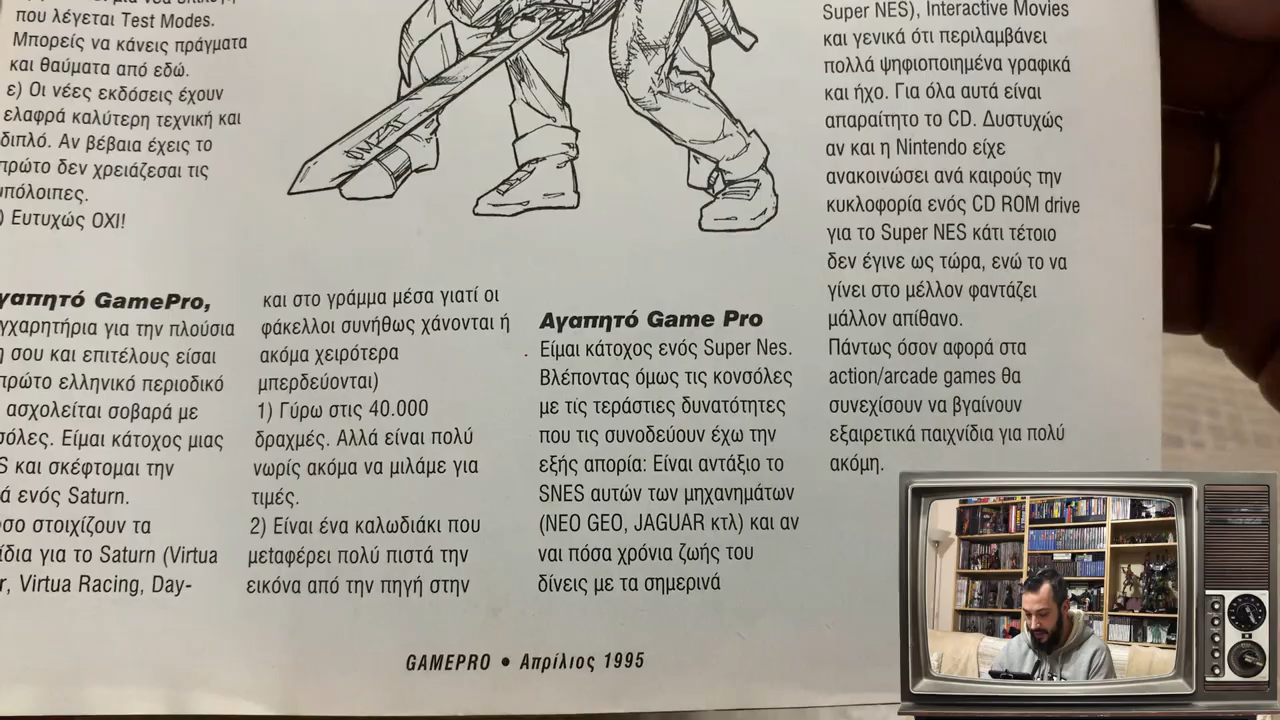 που λέγεται Test Modes.
Μπορείς να κάνεις πράγματα
και θαύματα από εδώ.
ε) Οι νέες εκδόσεις έχουν
ελαφρά καλύτερη τεχνική και
διπλό. Αν βέβαια έχεις το
πρώτο δεν χρειάζεσαι τις
υπόλοιπες.
) Ευτυχώς ΟΧΙ!
γαπητό GamePro,
γχαρητήρια για την πλούσια
η σου και επιτέλους είσαι
πρώτο ελληνικό περιοδικό
ασχολείται σοβαρά με
σόλες. Είμαι κάτοχος μιας
S και σκέφτομαι την
ά ενός Saturn.
σο στοιχίζουν τα
ίδια για το Saturn (Virtua
r, Virtua Racing, Day-
OMZAT
και στο γράμμα μέσα γιατί οι
φάκελλοι συνήθως χάνονται ή
ακόμα χειρότερα
μπερδεύονται)
1) Γύρω στις 40.000
δραχμές. Αλλά είναι πολύ
νωρίς ακόμα να μιλάμε για
τιμές.
2) Είναι ένα καλωδιάκι που
μεταφέρει πολύ πιστά την
εικόνα από την πηγή στην
Αγαπητό Game Pro
Είμαι κάτοχος ενός Super Nes.
Βλέποντας όμως τις κονσόλες
με τις τεράστιες δυνατότητες
που τις συνοδεύουν έχω την
εξής απορία: Είναι αντάξιο το
SNES αυτών των μηχανημάτων
(NEO GEO, JAGUAR κτλ) και αν
ναι πόσα χρόνια ζωής του
δίνεις με τα σημερινά
Super NES), Interactive Movies
και γενικά ότι περιλαμβάνει
πολλά ψηφιοποιημένα γραφικά
και ήχο. Για όλα αυτά είναι
απαραίτητο το CD. Δυστυχώς
αν και η Nintendo είχε
ανακοινώσει ανά καιρούς την
κυκλοφορία ενός CD ROM drive
για το Super NES κάτι τέτοιο
δεν έγινε ως τώρα, ενώ το να
γίνει στο μέλλον φαντάζει
μάλλον απίθανο.
Πάντως όσον αφορά στα
action/arcade games θα
συνεχίσουν να βγαίνουν
εξαιρετικά παιχνίδια για πολύ
ακόμη.
GAMEPRO • Απρίλιος 1995